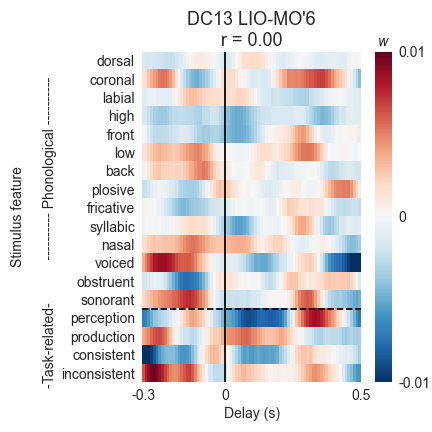 DC13 LIO-MO'6
r = 0.00
w
Stimulus feature
---------- Phonological ----------
-Task-related-
dorsal
coronal
labial
high
front
low
back
plosive
fricative
syllabic
nasal
voiced
obstruent
sonorant
perception
production
consistent
inconsistent
-0.3 0 0.5
Delay (s)
0.01
0
-0.01